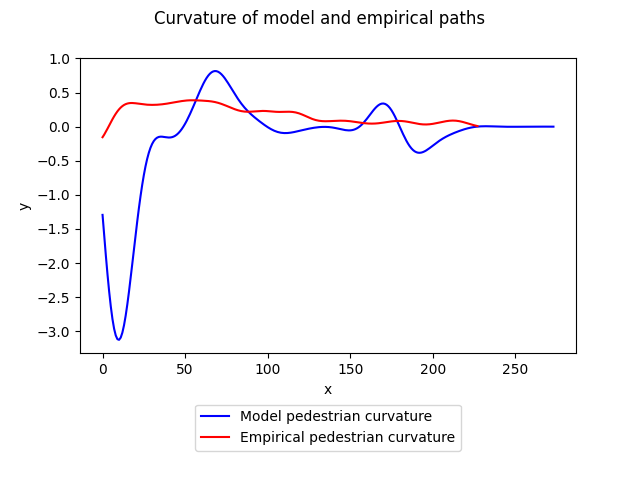 Curvature of model and empirical paths
1.0
0.5
0.0
−0.5
−1.0
−1.5
−2.0
−2.5
−3.0
y
0 50 100 150 200 250
x
Model pedestrian curvature
Empirical pedestrian curvature